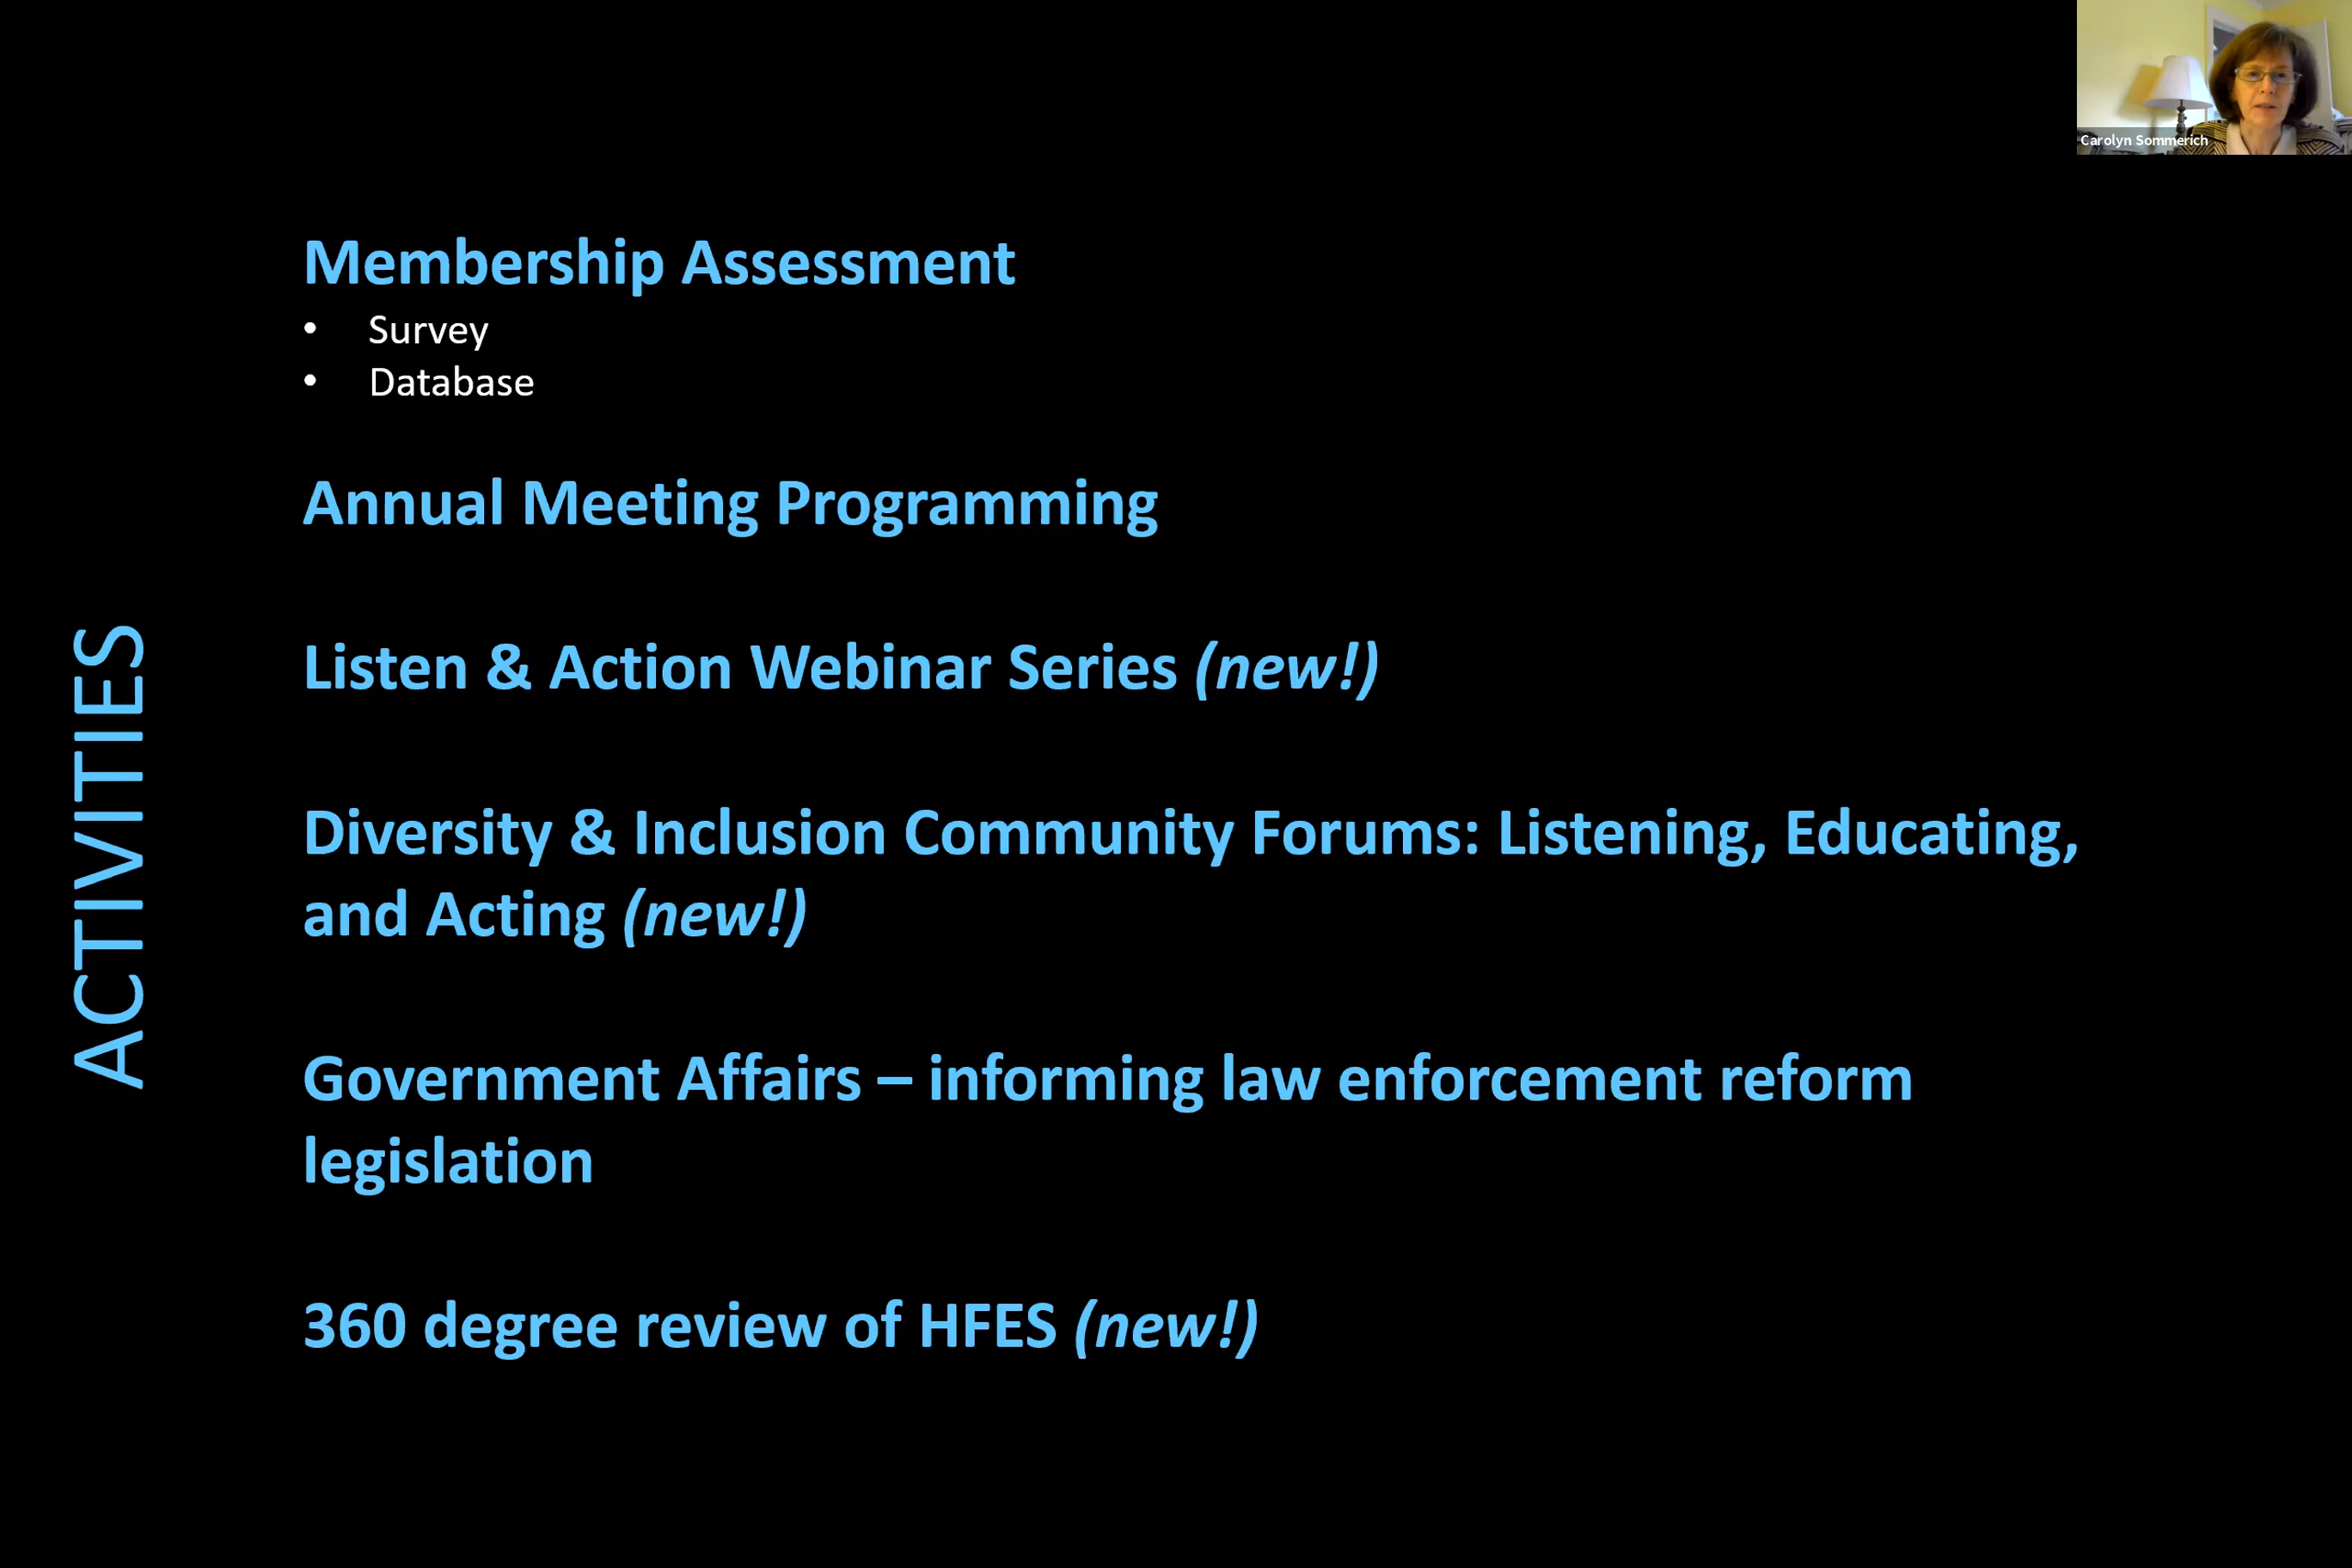 Carolyn Sommerich
ACTIVITIES
Membership Assessment
• Survey
• Database
Annual Meeting Programming
Listen & Action Webinar Series (new!)
Diversity & Inclusion Community Forums: Listening, Educating,
and Acting (new!)
Government Affairs – informing law enforcement reform
legislation
360 degree review of HFES (new!)